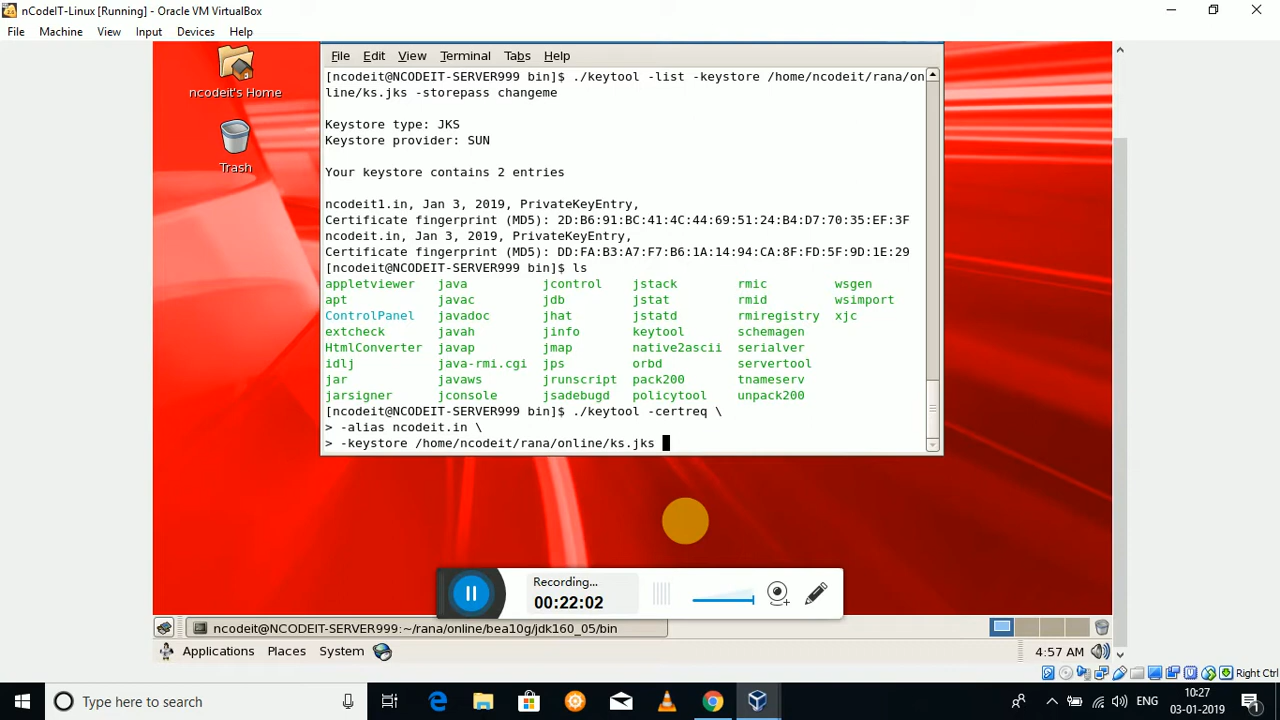 nCodeIT-Linux [Running] - Oracle VM VirtualBox
File Machine View Input Devices Help
ncodeit's Home
Trash
File Edit View Terminal Tabs Help
[ncodeit@NCODEIT-SERVER999 bin]$ ./keytool -list -keystore /home/ncodeit/rana/on
line/ks.jks -storepass changeme
Keystore type: JKS
Keystore provider: SUN
Your keystore contains 2 entries
ncodeit1.in, Jan 3, 2019, PrivateKeyEntry,
Certificate fingerprint (MD5): 2D:B6:91:BC:41:4C:44:69:51:24:B4:D7:70:35:EF:3F
ncodeit.in, Jan 3, 2019, PrivateKeyEntry,
Certificate fingerprint (MD5): DD:FA:B3:A7:F7:B6:1A:14:94:CA:8F:FD:5F:9D:1E:29
[ncodeit@NCODEIT-SERVER999 bin]$ ls
appletviewer java jcontrol jstack rmic wsgen
apt javac jdb jstat rmid wsimport
ControlPanel javadoc jhat jstatd rmiregistry xjc
extcheck javah jinfo keytool schemagen
HtmlConverter javap jmap native2ascii serialver
idlj java-rmi.cgi jps orbd servertool
jar javaws jrunscript pack200 tnameserv
jarsigner jconsole jsadebugd policytool unpack200
[ncodeit@NCODEIT-SERVER999 bin]$ ./keytool -certreq \
> -alias ncodeit.in \
> -keystore /home/ncodeit/rana/online/ks.jks
Recording...
00:22:02
ncodeit@NCODEIT-SERVER999:~/rana/online/bea10g/jdk160_05/bin
Applications Places System 4:57 AM
Right Ctrl
Type here to search
ENG
10:27
03-01-2019
1